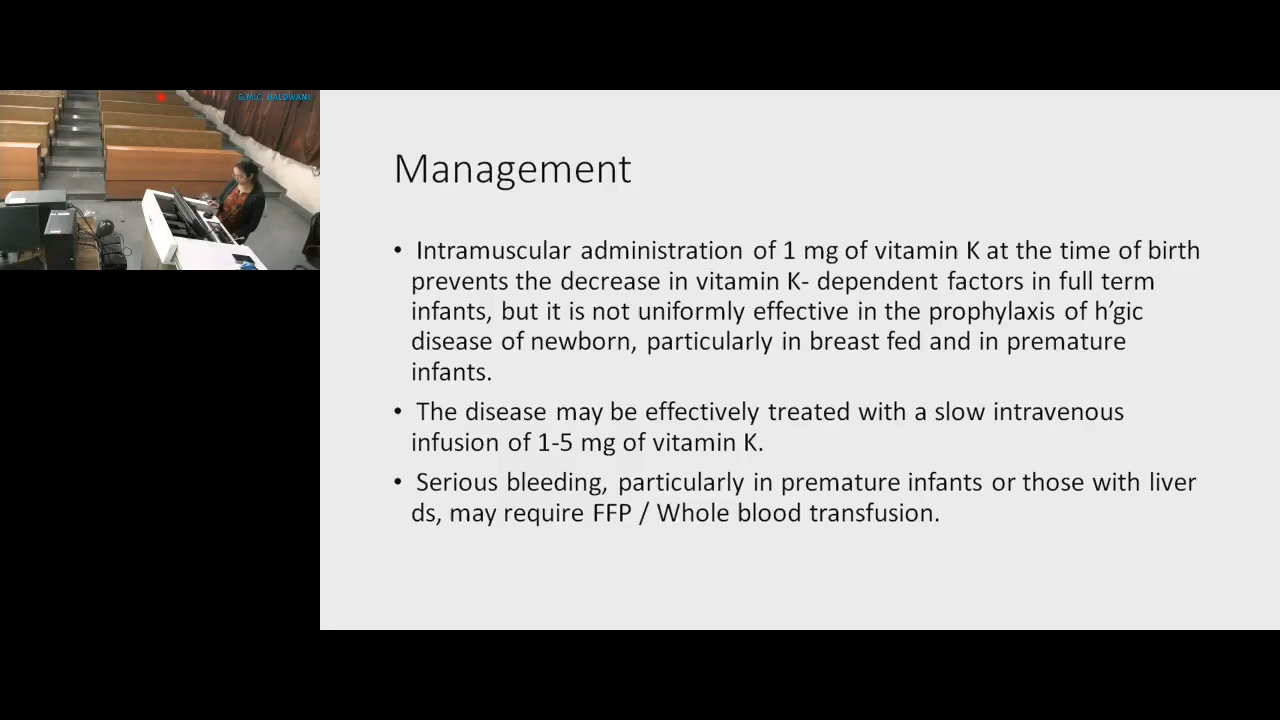 G.M.C. HALDWANI
Management
• Intramuscular administration of 1 mg of vitamin K at the time of birth
prevents the decrease in vitamin K- dependent factors in full term
infants, but it is not uniformly effective in the prophylaxis of h’gic
disease of newborn, particularly in breast fed and in premature
infants.
• The disease may be effectively treated with a slow intravenous
infusion of 1-5 mg of vitamin K.
• Serious bleeding, particularly in premature infants or those with liver
ds, may require FFP / Whole blood transfusion.